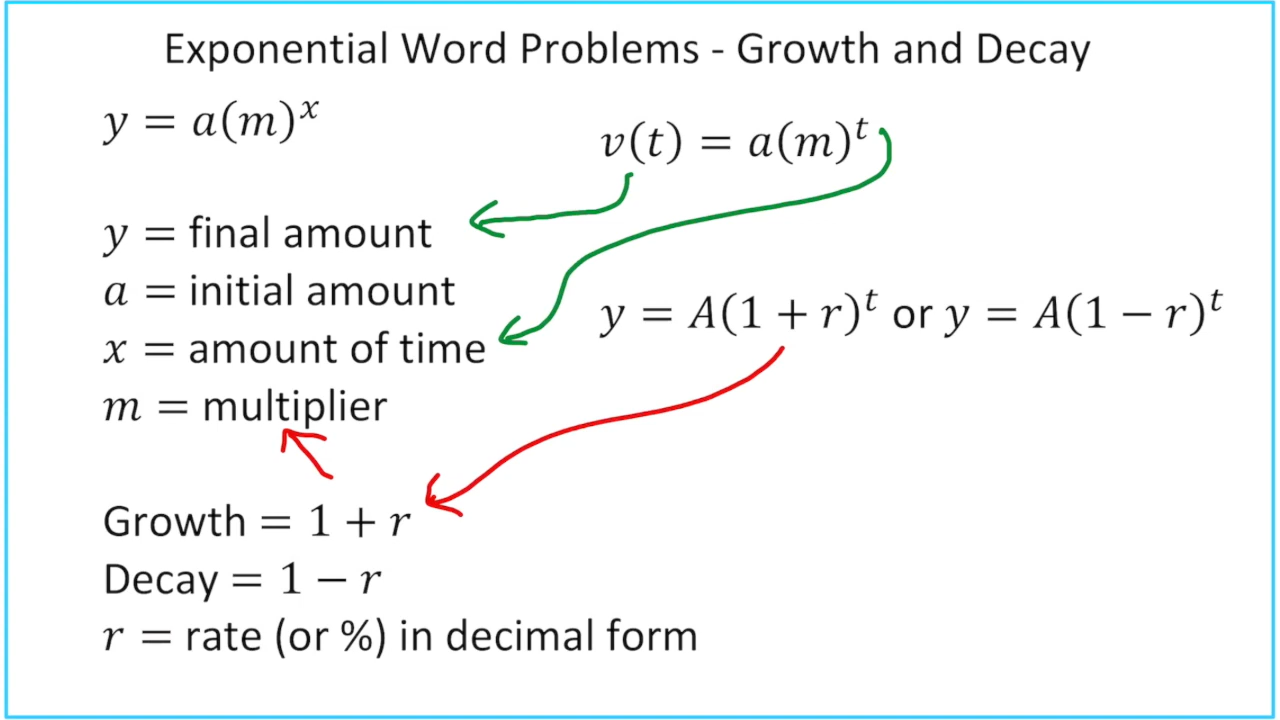 Exponential Word Problems - Growth and Decay
y = a(m)^x
v(t) = a(m)^t
y = final amount
a = initial amount
x = amount of time
m = multiplier
y = A(1 + r)^t or y = A(1 − r)^t
Growth = 1 + r
Decay = 1 − r
r = rate (or %) in decimal form